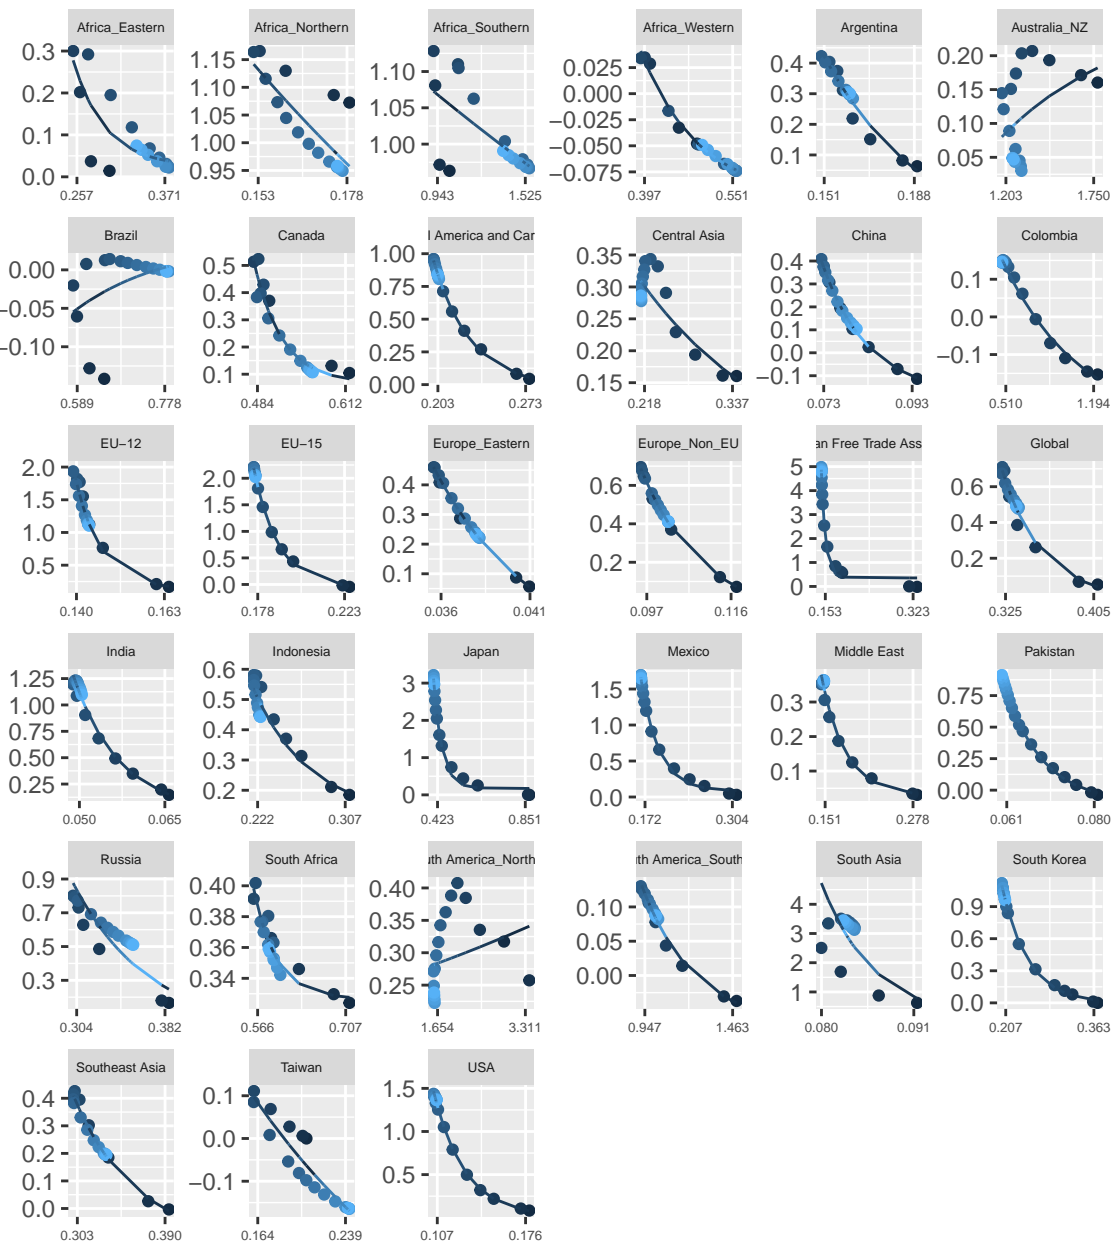 Africa_Eastern Africa_Northern Africa_Southern Africa_Western Argentina Australia_NZ
0.3 0.2 0.1 0.0 1.15 1.10 1.05 1.00 0.95 1.10 1.05 1.00 0.025 0.000 −0.025 −0.050 −0.075 0.4 0.3 0.2 0.1 0.20 0.15 0.10 0.05
0.257 0.371 0.153 0.178 0.943 1.525 0.397 0.551 0.151 0.188 1.203 1.750
Brazil Canada l America and Car Central Asia China Colombia
0.00 −0.05 −0.10 0.5 0.4 0.3 0.2 0.1 1.00 0.75 0.50 0.25 0.00 0.35 0.30 0.25 0.20 0.15 0.4 0.3 0.2 0.1 0.0 −0.1 0.1 0.0 −0.1
0.589 0.778 0.484 0.612 0.203 0.273 0.218 0.337 0.073 0.093 0.510 1.194
EU−12 EU−15 Europe_Eastern Europe_Non_EU an Free Trade Ass Global
2.0 1.5 1.0 0.5 2.0 1.5 1.0 0.5 0.0 0.4 0.3 0.2 0.1 0.6 0.4 0.2 5 4 3 2 1 0 0.6 0.4 0.2
0.140 0.163 0.178 0.223 0.036 0.041 0.097 0.116 0.153 0.323 0.325 0.405
India Indonesia Japan Mexico Middle East Pakistan
1.25 1.00 0.75 0.50 0.25 0.6 0.5 0.4 0.3 0.2 3 2 1 0 1.5 1.0 0.5 0.0 0.3 0.2 0.1 0.75 0.50 0.25 0.00
0.050 0.065 0.222 0.307 0.423 0.851 0.172 0.304 0.151 0.278 0.061 0.080
Russia South Africa uth America_North th America_South South Asia South Korea
0.9 0.7 0.5 0.3 0.40 0.38 0.36 0.34 0.40 0.35 0.30 0.25 0.10 0.05 0.00 4 3 2 1 0.9 0.6 0.3 0.0
0.304 0.382 0.566 0.707 1.654 3.311 0.947 1.463 0.080 0.091 0.207 0.363
Southeast Asia Taiwan USA
0.4 0.3 0.2 0.1 0.0 0.1 0.0 −0.1 1.5 1.0 0.5
0.303 0.390 0.164 0.239 0.107 0.176